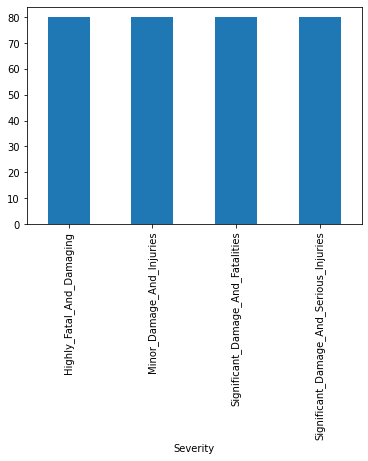 80
70
60
50
40
30
20
10
0
Highly_Fatal_And_Damaging
Minor_Damage_And_Injuries
Significant_Damage_And_Fatalities
Significant_Damage_And_Serious_Injuries
Severity